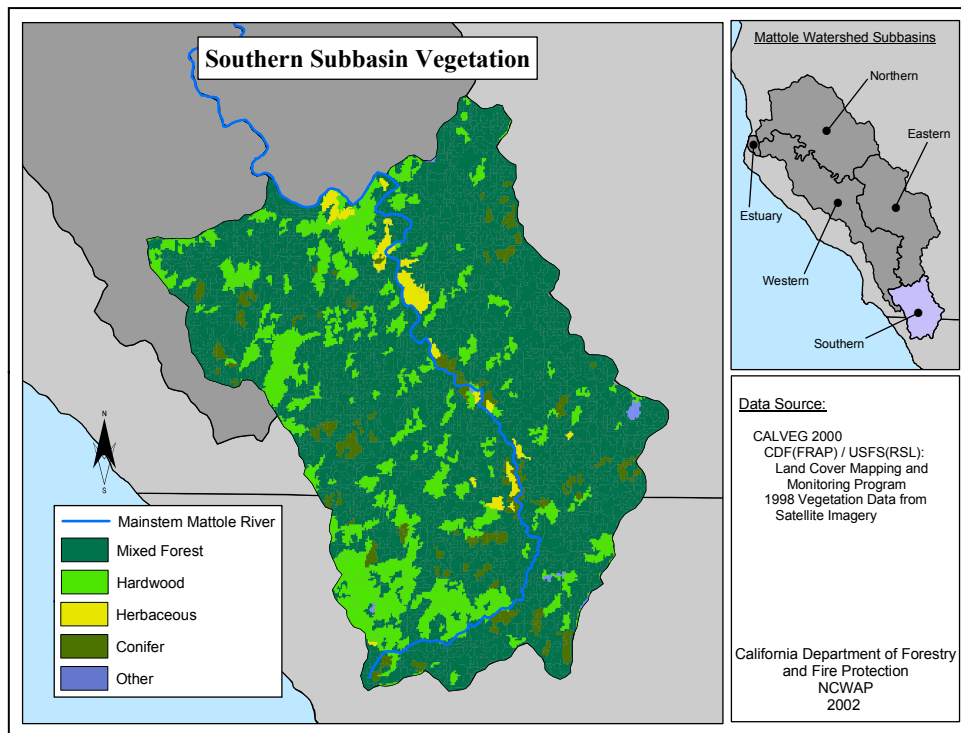 Southern Subbasin Vegetation
N
S
Mainstem Mattole River
Mixed Forest
Hardwood
Herbaceous
Conifer
Other
Mattole Watershed Subbasins
Northern
Eastern
Estuary
Western
Southern
Data Source:
CALVEG 2000
CDF(FRAP) / USFS(RSL):
Land Cover Mapping and
Monitoring Program
1998 Vegetation Data from
Satellite Imagery
California Department of Forestry
and Fire Protection
NCWAP
2002